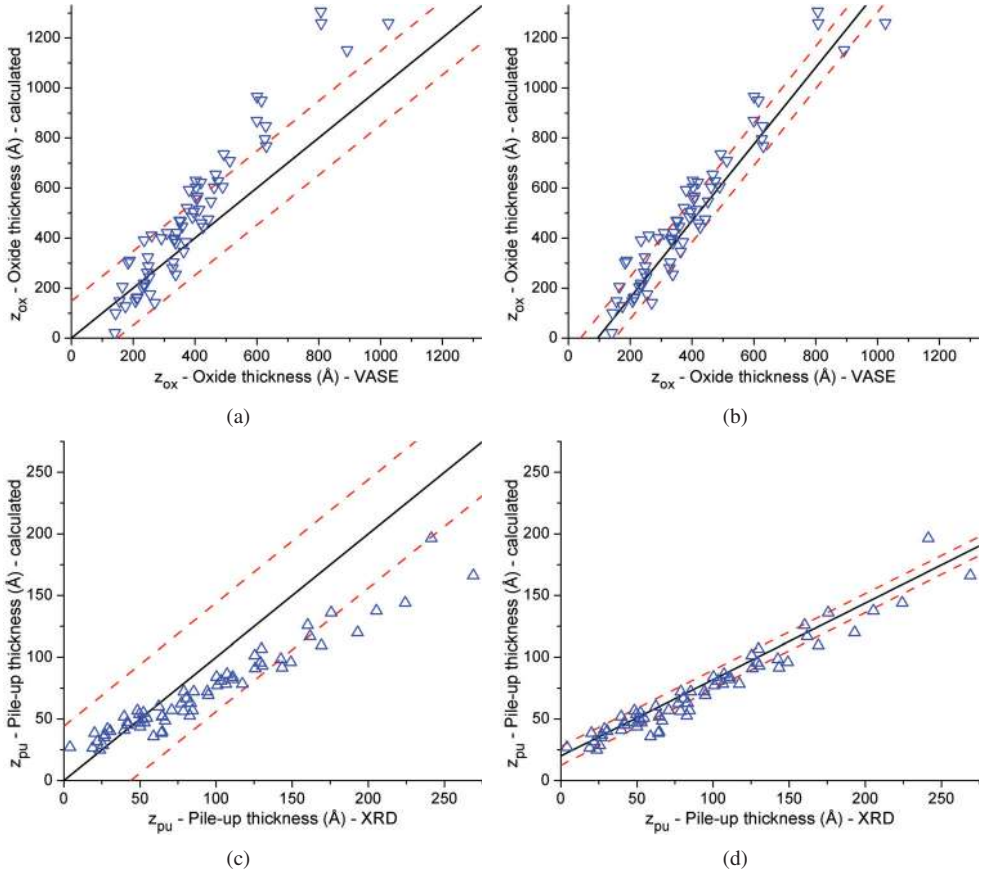 1200
1000
800
600
400
200
0
0 200 400 600 800 1000 1200
z_ox - Oxide thickness (Å) - calculated
z_ox - Oxide thickness (Å) - VASE
(a)
1200
1000
800
600
400
200
0
200 400 600 800 1000 1200
z_ox - Oxide thickness (Å) - calculated
z_ox - Oxide thickness (Å) - VASE
(b)
250
200
150
100
50
0
0 50 100 150 200 250
z_pu - Pile-up thickness (Å) - calculated
z_pu - Pile-up thickness (Å) - XRD
(c)
250
200
150
100
50
0
0 50 100 150 200 250
z_pu - Pile-up thickness (Å) - calculated
z_pu - Pile-up thickness (Å) - XRD
(d)